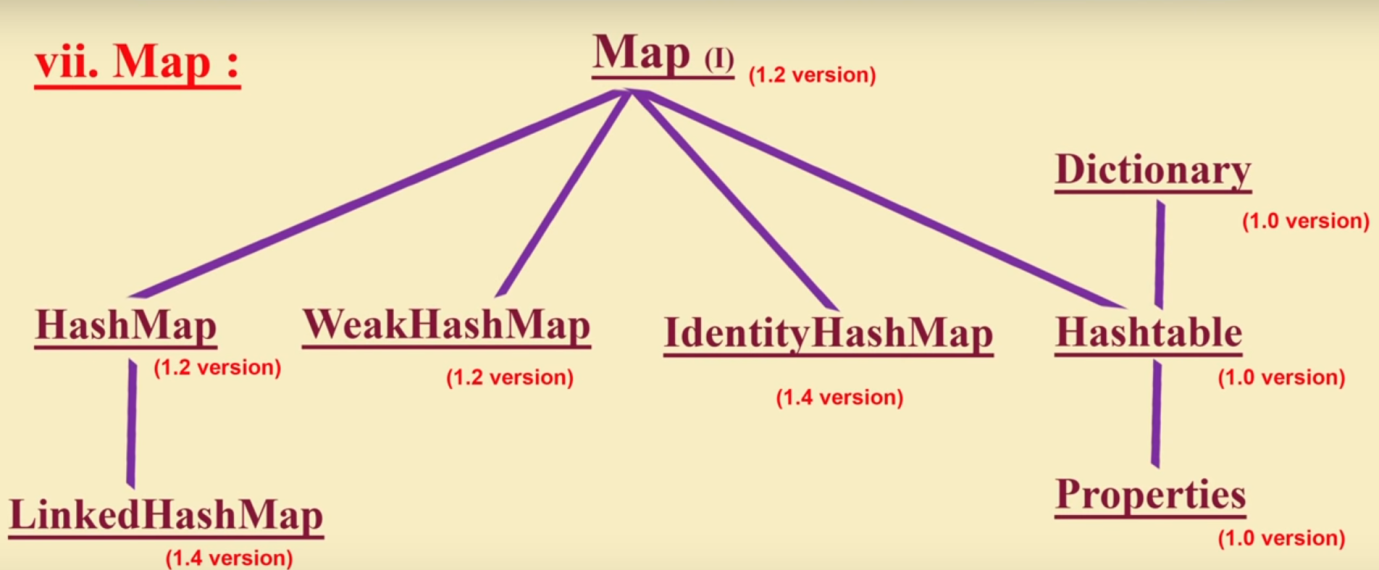 vii. Map :
Map (I)
(1.2 version)
Dictionary
(1.0 version)
HashMap
(1.2 version)
WeakHashMap
(1.2 version)
IdentityHashMap
(1.4 version)
Hashtable
(1.0 version)
LinkedHashMap
(1.4 version)
Properties
(1.0 version)